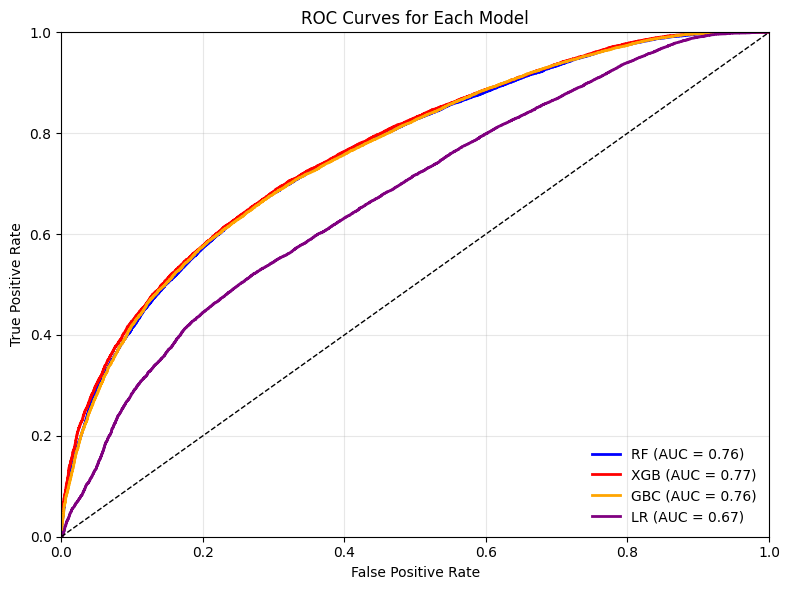 ROC Curves for Each Model
1.0
0.8
0.6
0.4
0.2
0.0
True Positive Rate
RF (AUC = 0.76)
XGB (AUC = 0.77)
GBC (AUC = 0.76)
LR (AUC = 0.67)
0.0 0.2 0.4 0.6 0.8 1.0
False Positive Rate